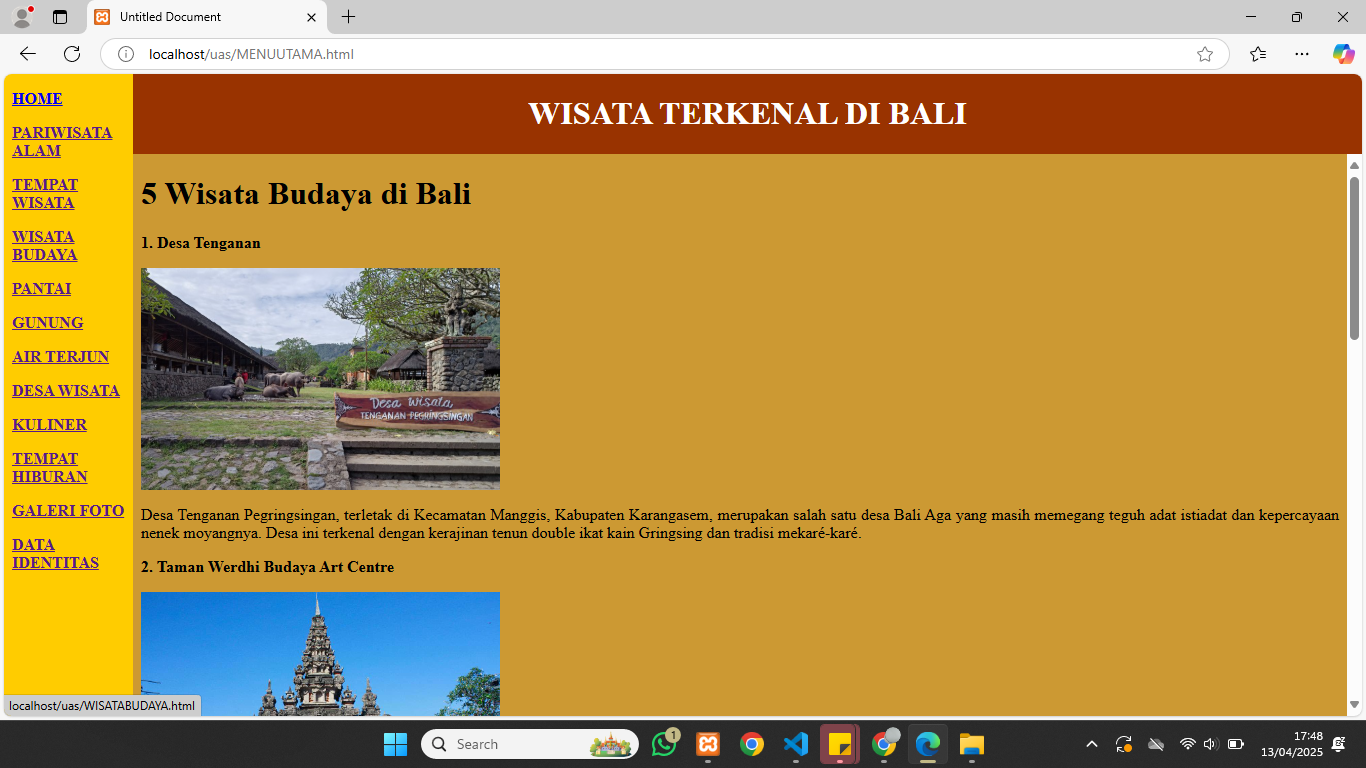 Untitled Document
localhost/uas/MENUUTAMA.html
HOME
PARIWISATA
ALAM
TEMPAT
WISATA
WISATA
BUDAYA
PANTAI
GUNUNG
AIR TERJUN
DESA WISATA
KULINER
TEMPAT
HIBURAN
GALERI FOTO
DATA
IDENTITAS
WISATA TERKENAL DI BALI
5 Wisata Budaya di Bali
1. Desa Tenganan
Desa Wisata
TENGANAN PEGRINGSINGAN
Desa Tenganan Pegringsingan, terletak di Kecamatan Manggis, Kabupaten Karangasem, merupakan salah satu desa Bali Aga yang masih memegang teguh adat istiadat dan kepercayaan
nenek moyangnya. Desa ini terkenal dengan kerajinan tenun double ikat kain Gringsing dan tradisi mekaré-karé.
2. Taman Werdhi Budaya Art Centre
localhost/uas/WISATABUDAYA.html
Search
1
17:48
13/04/2025